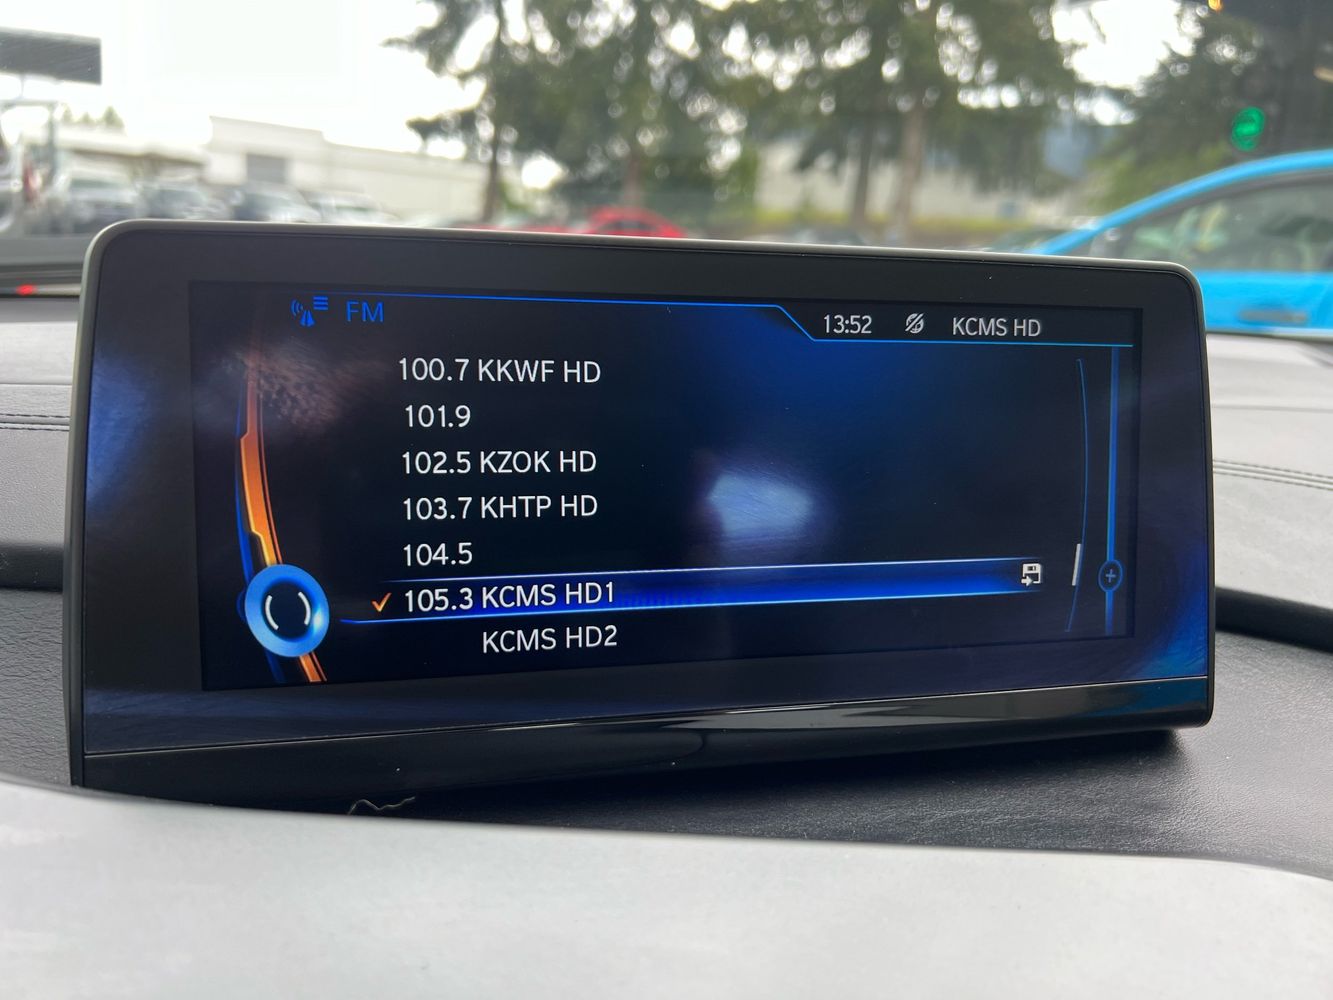 FM
13:52 KCMS HD
100.7 KKWF HD
101.9
102.5 KZOK HD
103.7 KHTP HD
104.5
105.3 KCMS HD1
KCMS HD2